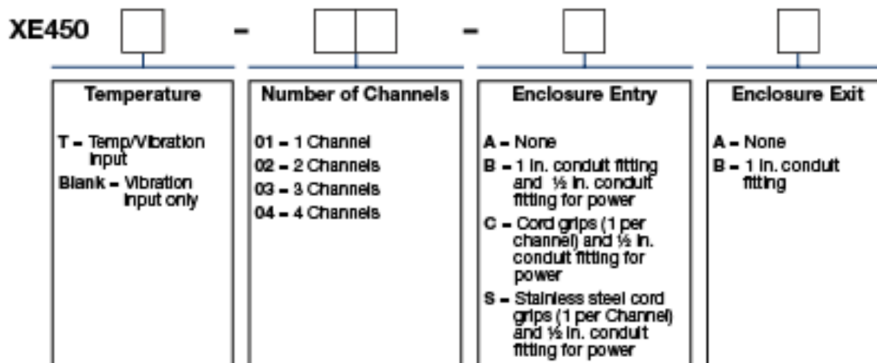 XE450 - -
Temperature
T – Temp/Vibration
Input
Blank – Vibration
Input only
Number of Channels
01 – 1 Channel
02 – 2 Channels
03 – 3 Channels
04 – 4 Channels
Enclosure Entry
A – None
B – 1 in. conduit fitting
and ½ in. conduit
fitting for power
C – Cord grips (1 per
channel) and ½ in.
conduit fitting for
power
S – Stainless steel cord
grips (1 per Channel)
and ½ in. conduit
fitting for power
Enclosure Exit
A – None
B – 1 in. conduit
fitting